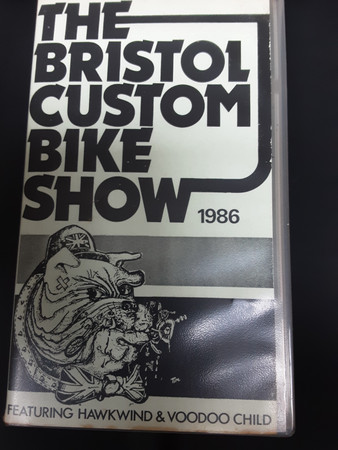 THE
BRISTOL
CUSTOM
BIKE
SHOW 1986
FEATURING HAWKWIND & VOODOO CHILD